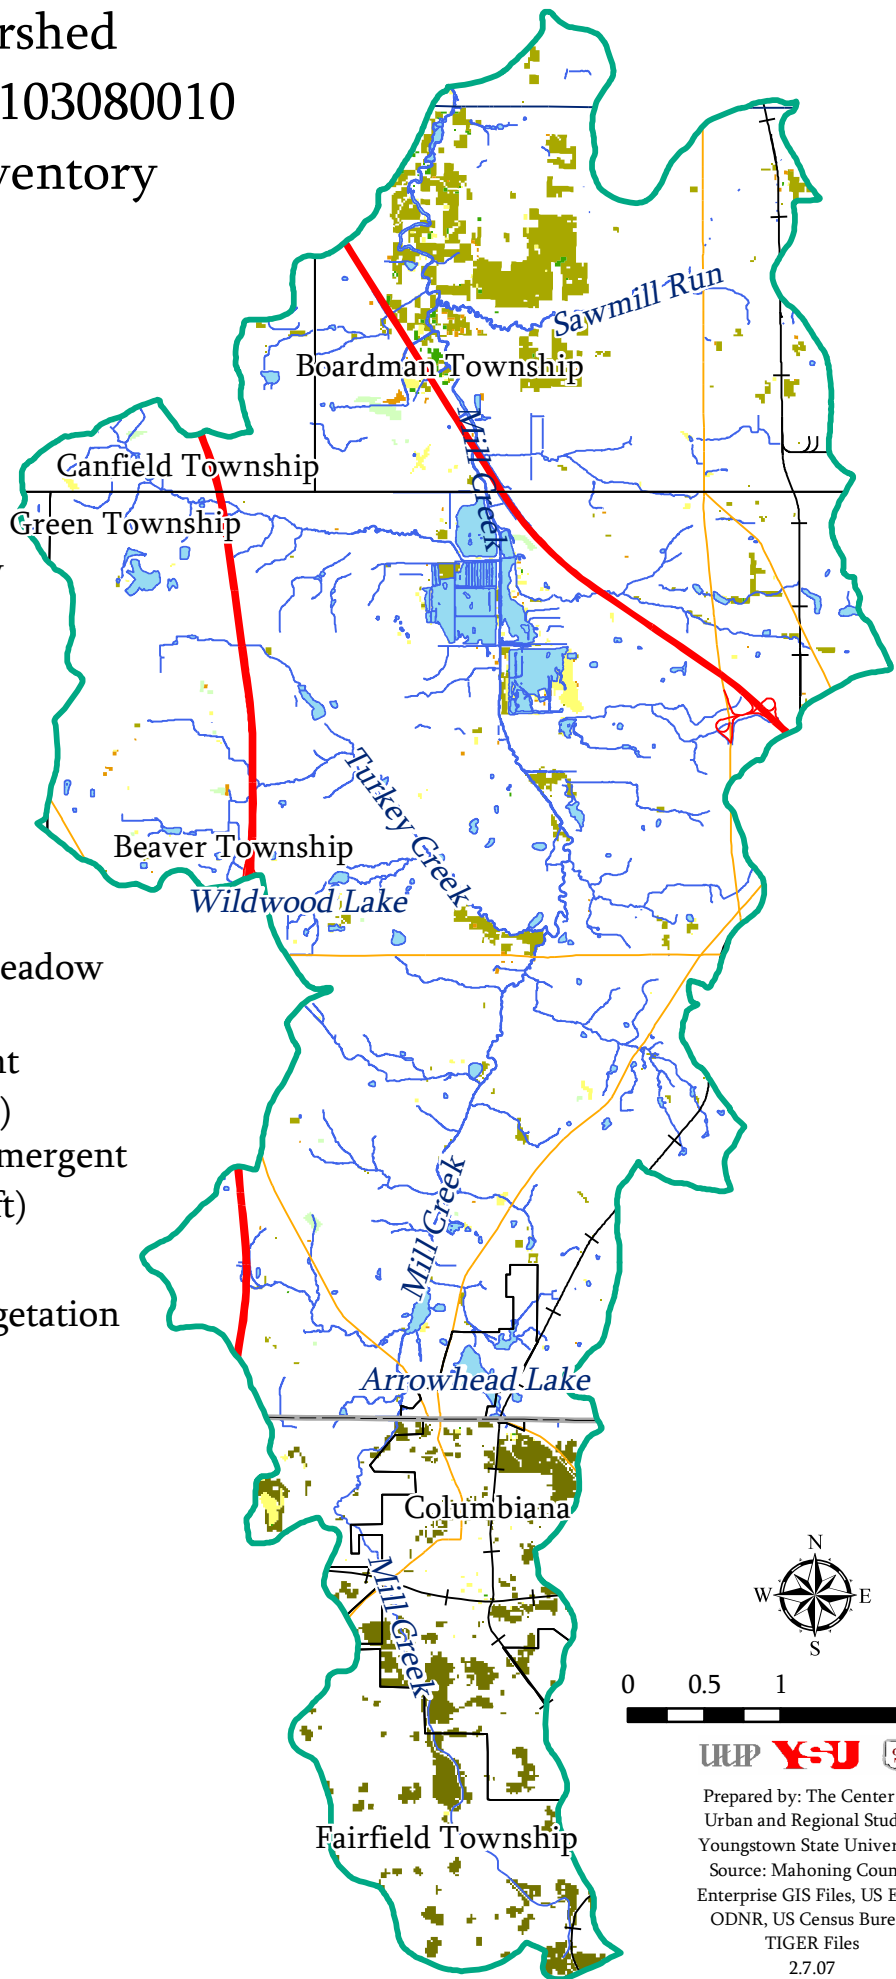 rshed
103080010
ventory
Sawmill Run
Boardman Township
Mill Creek
Canfield Township
Green Township
Turkey Creek
Beaver Township
Wildwood Lake
eadow
nt
)
mergent
ft)
Mill Creek
getation
Arrowhead Lake
Columbiana
Mill Creek
N
W E
S
0 0.5 1
UUP YSU
Prepared by: The Center
Urban and Regional Stud
Youngstown State Univer
Source: Mahoning Coun
Enterprise GIS Files, US E
ODNR, US Census Bure
TIGER Files
2.7.07
Fairfield Township